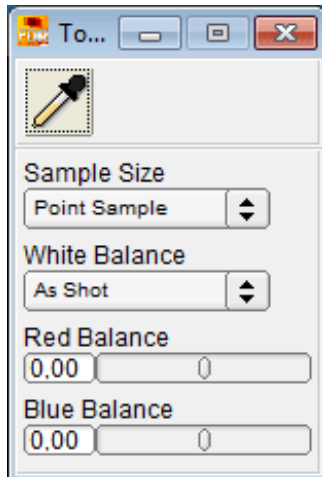 To...
Sample Size
Point Sample
White Balance
As Shot
Red Balance
0,00
Blue Balance
0,00